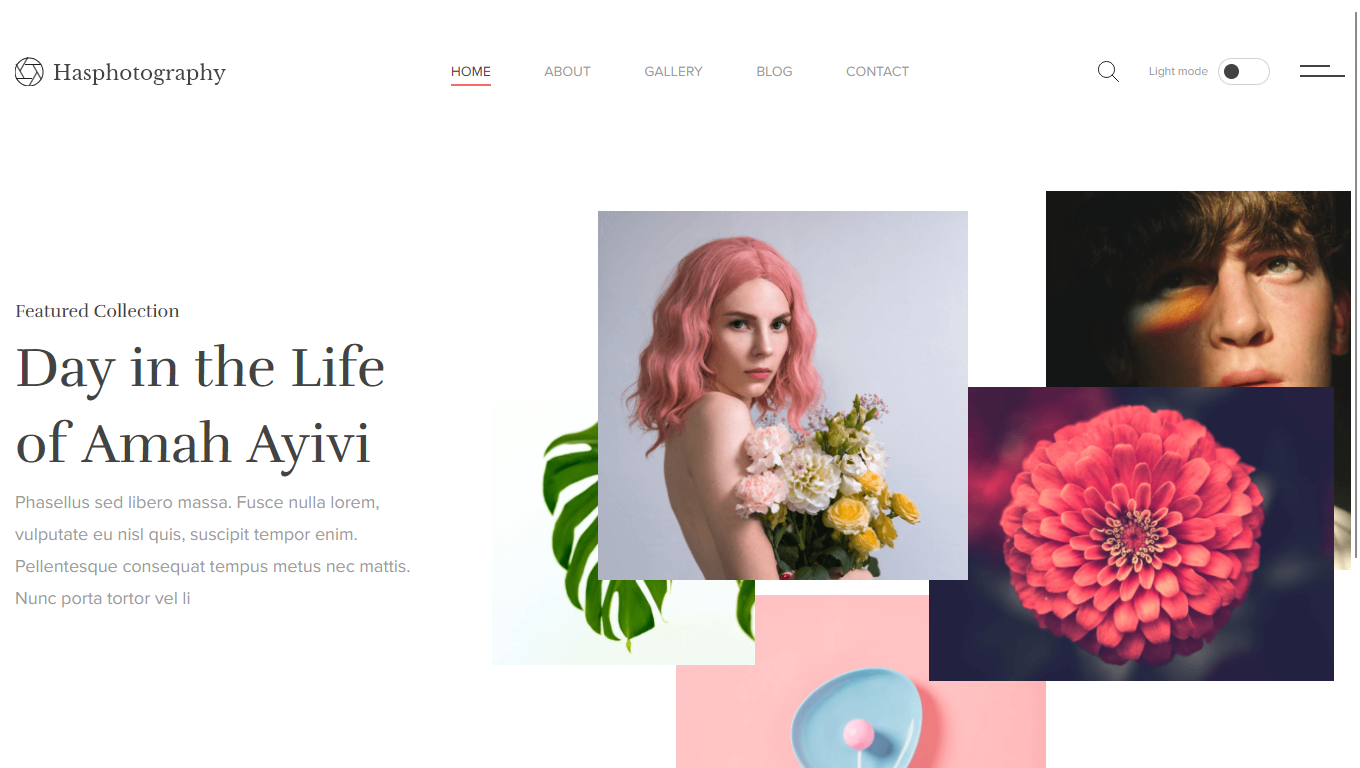 Hasphotography
HOME
ABOUT
GALLERY
BLOG
CONTACT
Light mode
Featured Collection
Day in the Life
of Amah Ayivi
Phasellus sed libero massa. Fusce nulla lorem,
vulputate eu nisl quis, suscipit tempor enim.
Pellentesque consequat tempus metus nec mattis.
Nunc porta tortor vel li